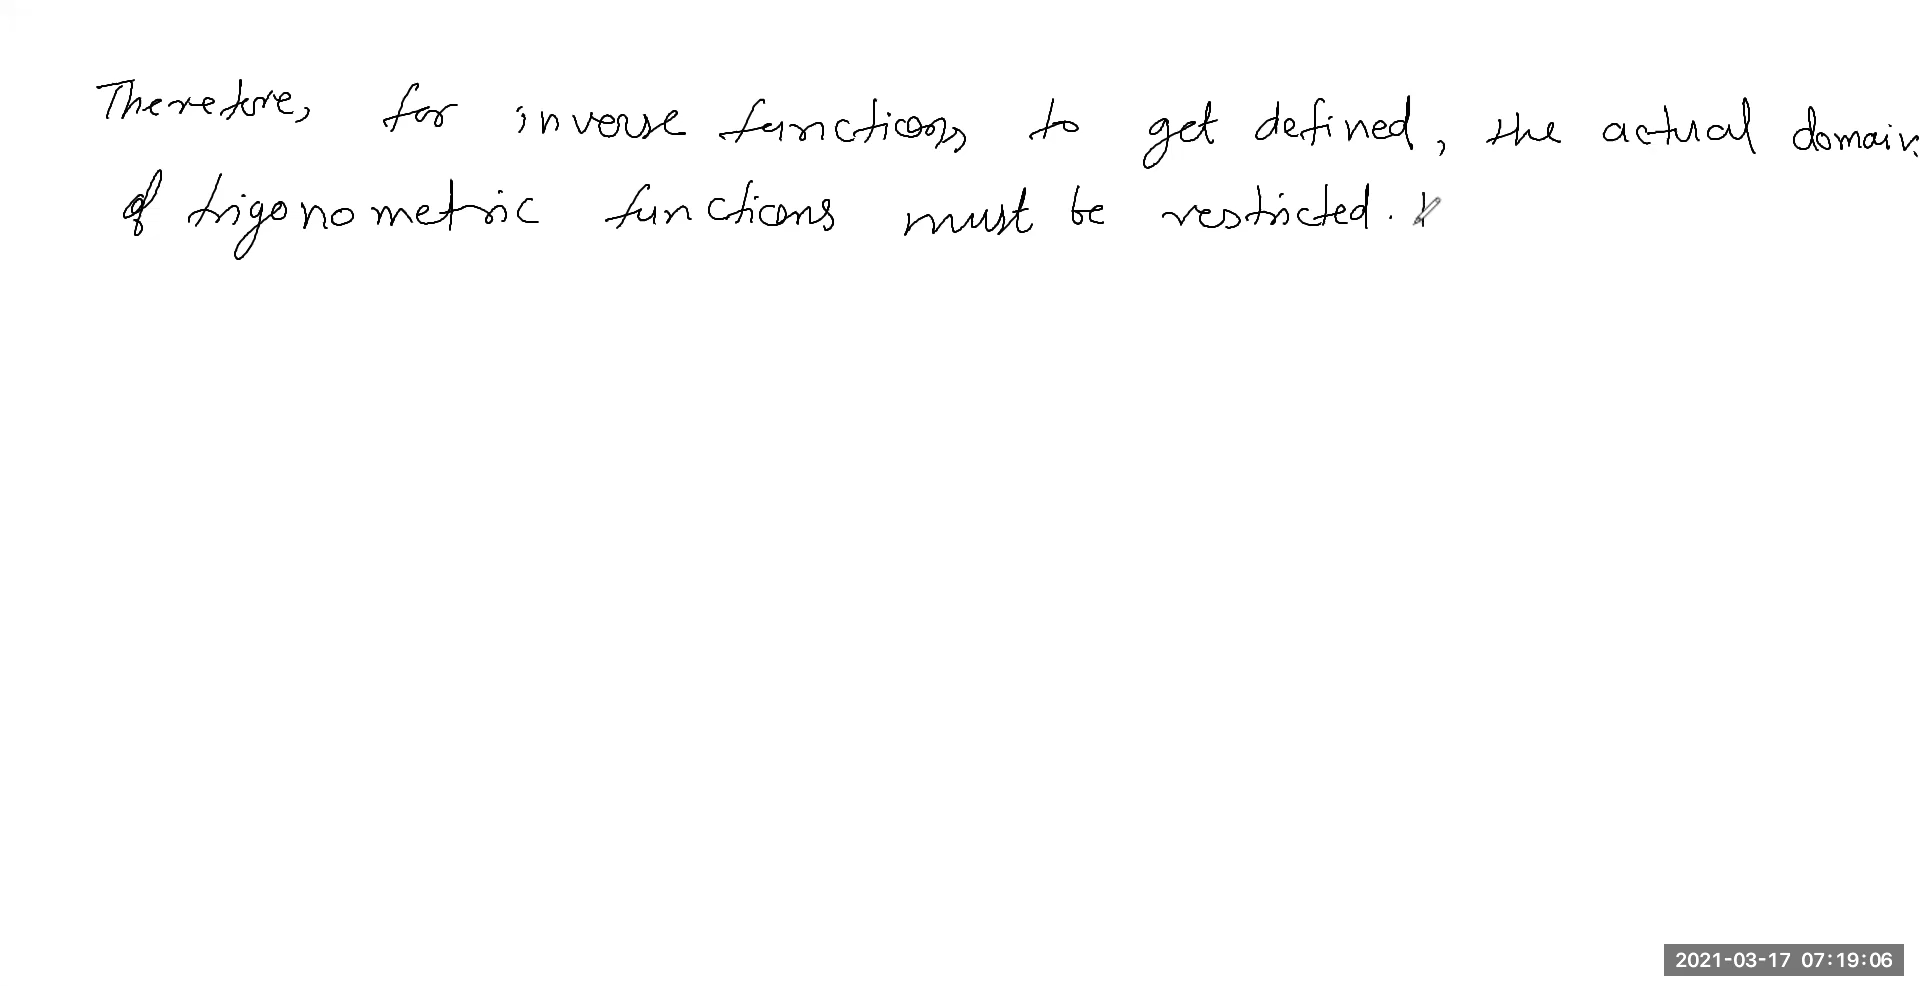 Therefore, for inverse functions to get defined, the actual domain
of trigonometric functions must be restricted.
2021-03-17 07:19:06